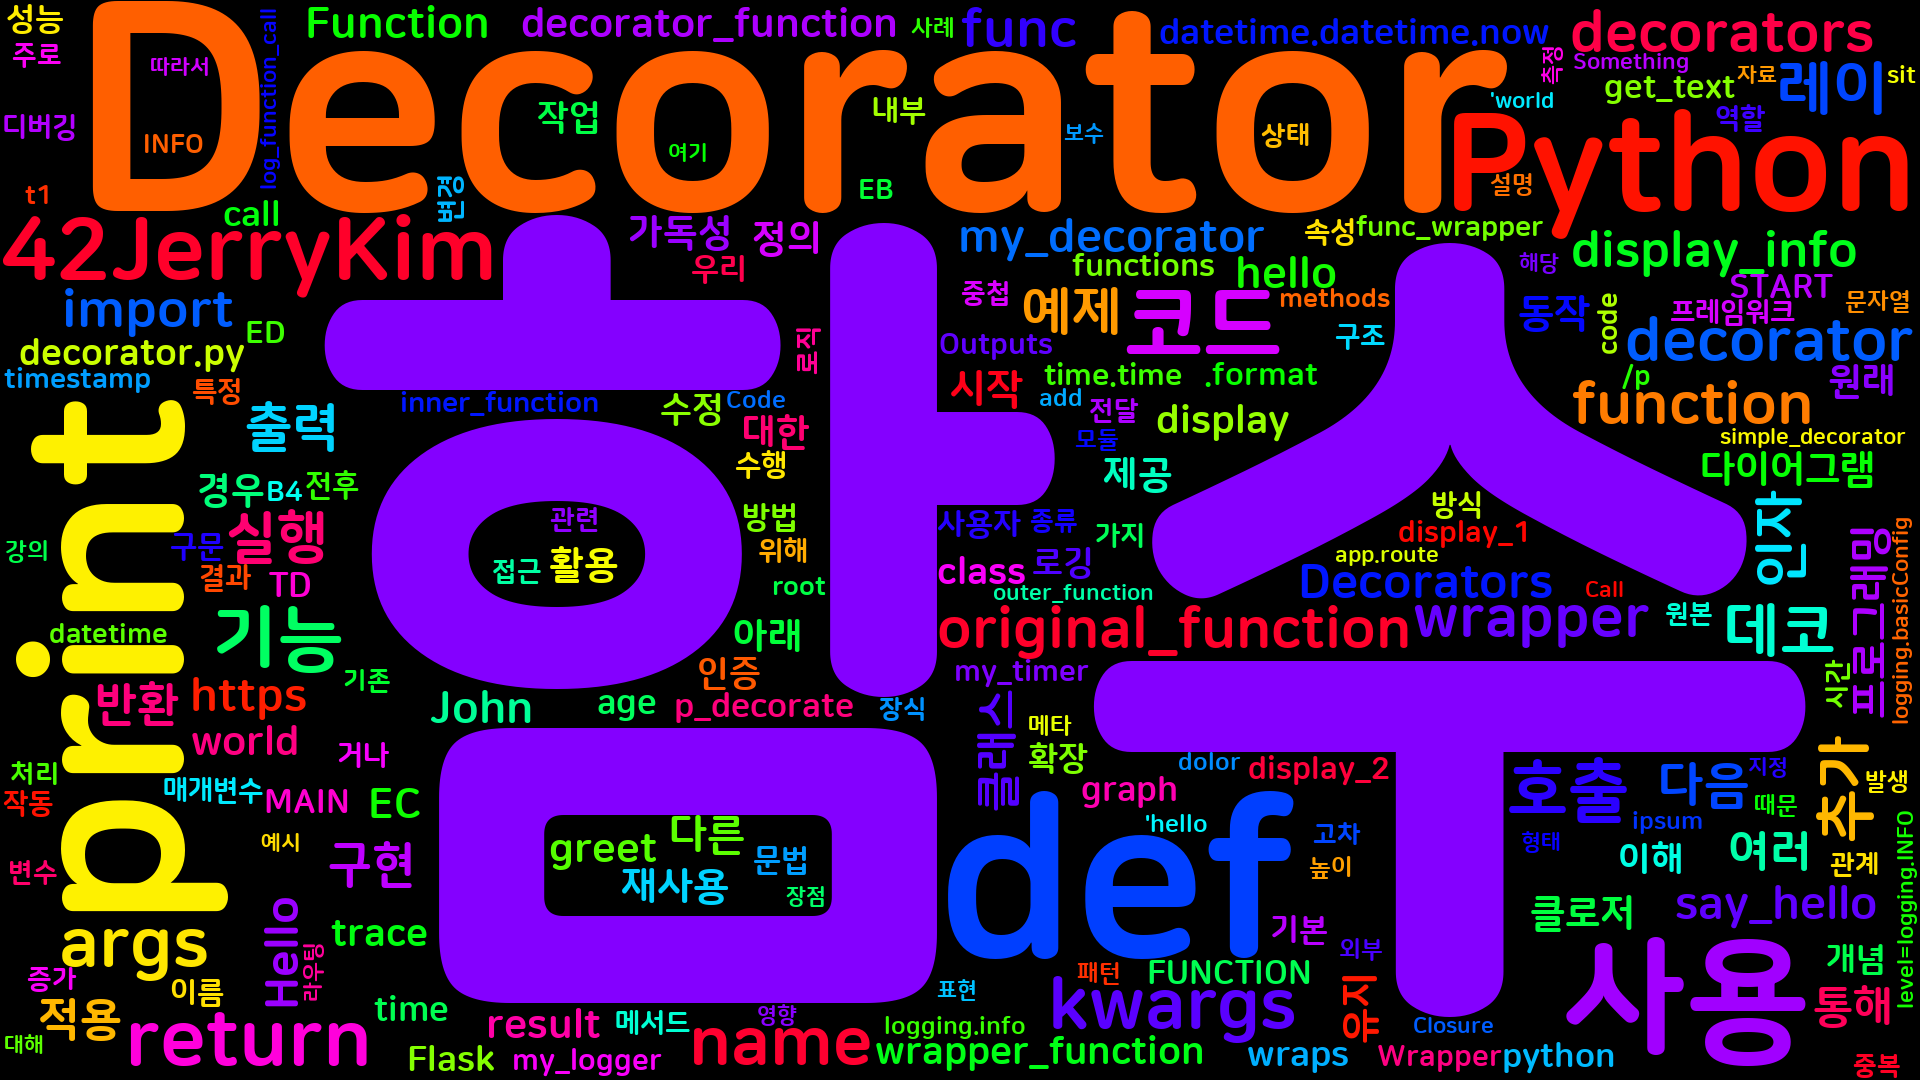 Decorator
함수
Python
print
def
사용
42JerryKim
성능
주로
따라서
디버깅
INFO
t1
Function
log_function_call
decorator_function
사례
func
datetime.datetime.now
decorators
측정
Something
get_text
자료
레이
sit
'world
역할
작업
여기
내부
EB
보수
상태
설명
call
변경
가독성
정의
우리
my_decorator
functions
속성
func_wrapper
hello
해당
display_info
START
문자열
import
ED
decorator.py
timestamp
특정
출력
로직
중첩
예제
코드
methods
Outputs
구조
동작
code
프레임워크
decorator
inner_function
수정
Code
대한
수행
시작
time.time
.format
add
전달
모듈
display
/p
원래
function
simple_decorator
다이어그램
경우
B4
전후
강의
구문
실행
결과
TD
관련
접근
활용
방법
위해
root
제공
사용자
종류
가지
class
로깅
outer_function
방식
display_1
app.route
Decorators
Call
인자
원본
프로그래밍
logging.basicConfig
datetime
기능
아래
original_function
wrapper
데코
기존
인증
my_timer
시간
반환
https
John
age
p_decorate
장식
world
거나
클래시
메타
확장
dolor
display_2
graph
처리
작동
매개변수
MAIN
EC
'hello
고차
높이
호출
다음
지정
추가
발생
때문
ipsum
형태
이해
여러
관계
level=logging.INFO
예시
변수
구현
greet
다른
재사용
문법
장점
args
Hello
라우팅
trace
기본
외부
클로저
say_hello
개념
증가
이름
적용
대해
return
time
result
메서드
영향
표현
패턴
FUNCTION
kwargs
유지
통해
Flask
my_logger
name
logging.info
wrapper_function
wraps
Closure
Wrapper
python
중복